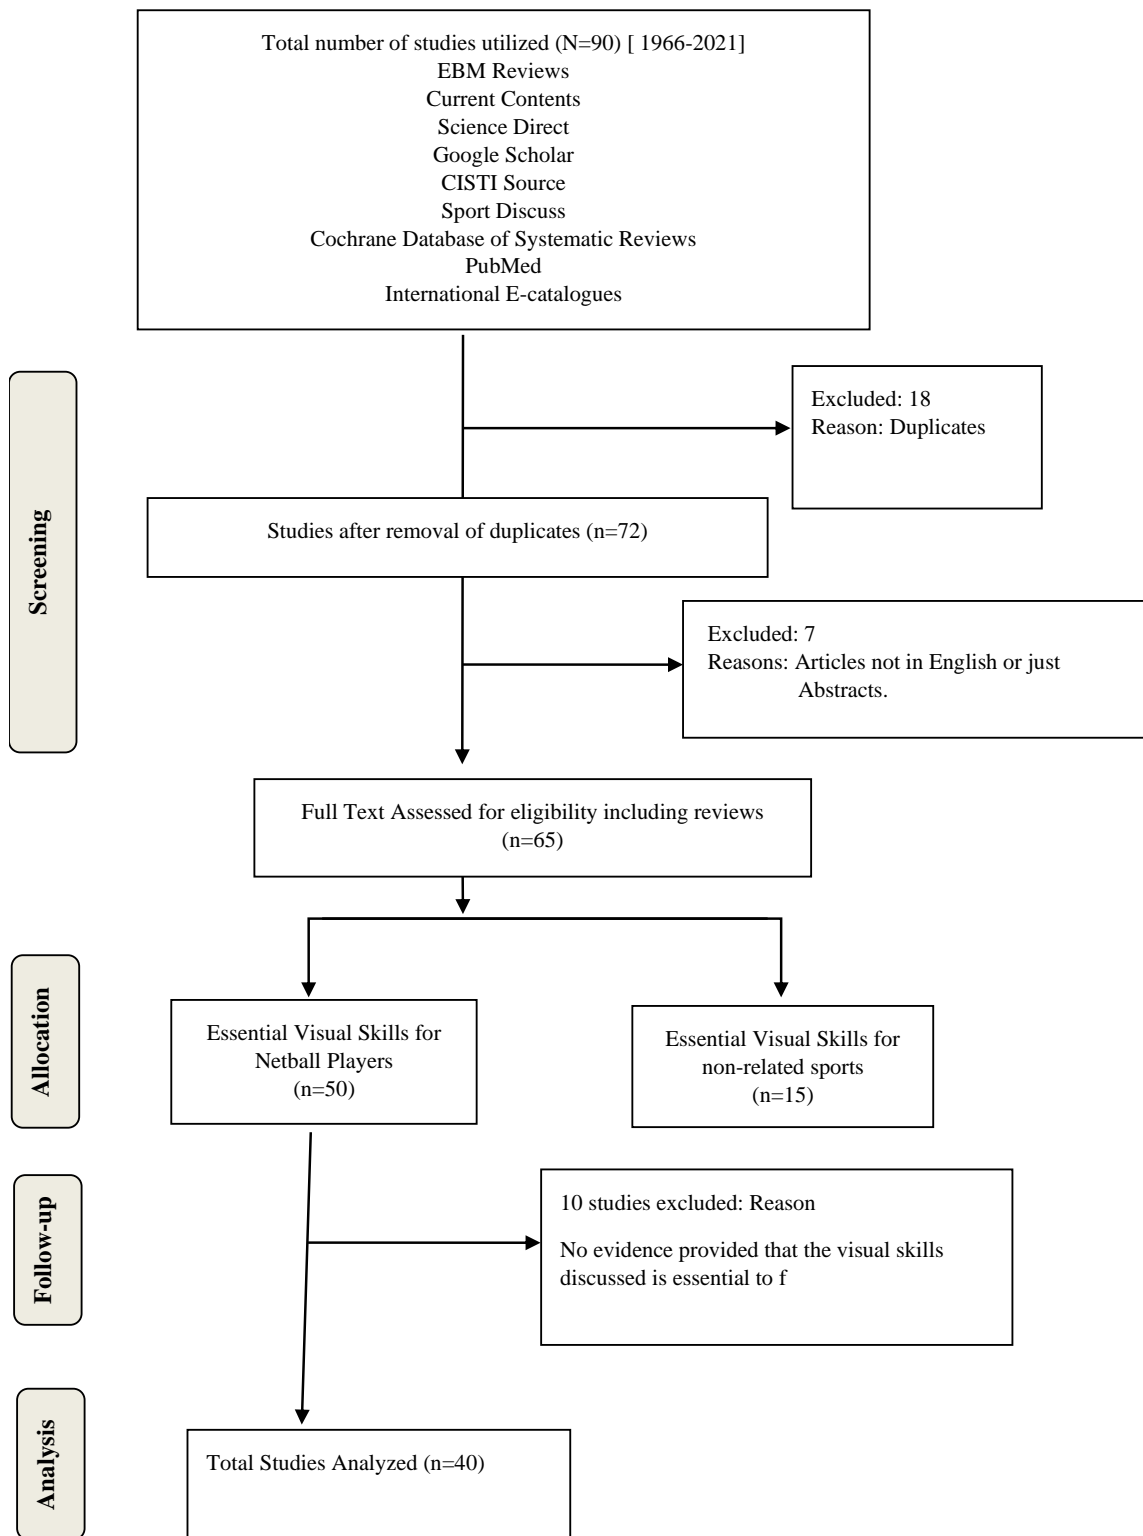 Total number of studies utilized (N=90) [ 1966-2021]
EBM Reviews
Current Contents
Science Direct
Google Scholar
CISTI Source
Sport Discuss
Cochrane Database of Systematic Reviews
PubMed
International E-catalogues
Screening
Excluded: 18
Reason: Duplicates
Studies after removal of duplicates (n=72)
Excluded: 7
Reasons: Articles not in English or just
Abstracts.
Full Text Assessed for eligibility including reviews
(n=65)
Allocation
Essential Visual Skills for
Netball Players
(n=50)
Essential Visual Skills for
non-related sports
(n=15)
Follow-up
10 studies excluded: Reason
No evidence provided that the visual skills
discussed is essential to f
Analysis
Total Studies Analyzed (n=40)